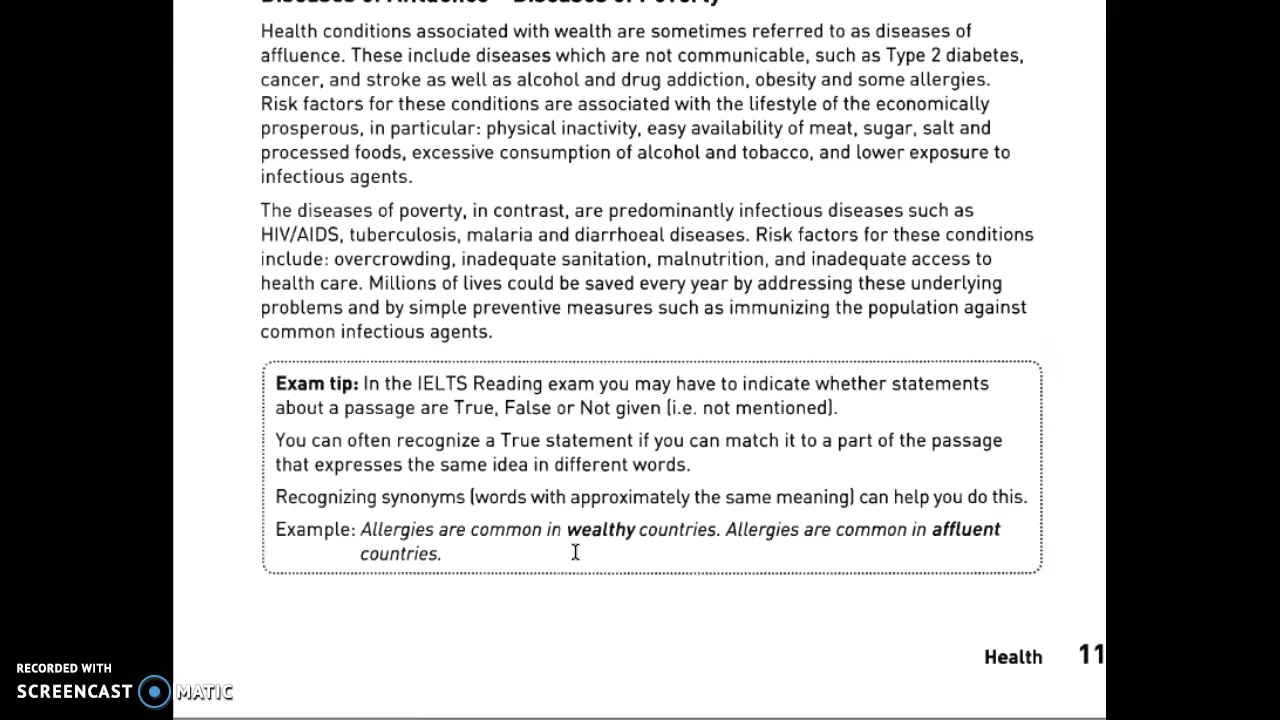 Diseases of Affluence – Diseases of Poverty
Health conditions associated with wealth are sometimes referred to as diseases of
affluence. These include diseases which are not communicable, such as Type 2 diabetes,
cancer, and stroke as well as alcohol and drug addiction, obesity and some allergies.
Risk factors for these conditions are associated with the lifestyle of the economically
prosperous, in particular: physical inactivity, easy availability of meat, sugar, salt and
processed foods, excessive consumption of alcohol and tobacco, and lower exposure to
infectious agents.
The diseases of poverty, in contrast, are predominantly infectious diseases such as
HIV/AIDS, tuberculosis, malaria and diarrhoeal diseases. Risk factors for these conditions
include: overcrowding, inadequate sanitation, malnutrition, and inadequate access to
health care. Millions of lives could be saved every year by addressing these underlying
problems and by simple preventive measures such as immunizing the population against
common infectious agents.
Exam tip: In the IELTS Reading exam you may have to indicate whether statements
about a passage are True, False or Not given (i.e. not mentioned).
You can often recognize a True statement if you can match it to a part of the passage
that expresses the same idea in different words.
Recognizing synonyms (words with approximately the same meaning) can help you do this.
Example: Allergies are common in wealthy countries. Allergies are common in affluent
countries.
Health 11
RECORDED WITH
SCREENCAST MATIC